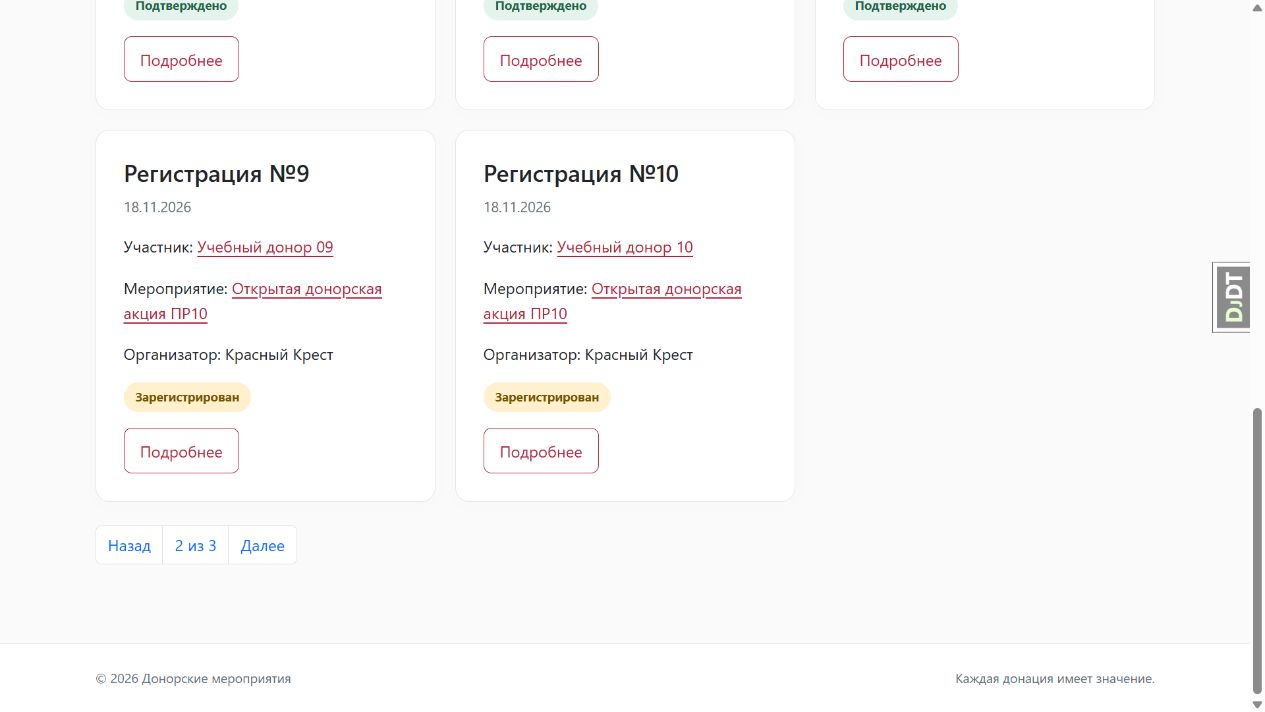 Подтверждено Подтверждено Подтверждено
Подробнее Подробнее Подробнее
Регистрация №9
18.11.2026
Участник: Учебный донор 09
Мероприятие: Открытая донорская
акция ПР10
Организатор: Красный Крест
Зарегистрирован
Подробнее
Регистрация №10
18.11.2026
Участник: Учебный донор 10
Мероприятие: Открытая донорская
акция ПР10
Организатор: Красный Крест
Зарегистрирован
Подробнее
DJDT
Назад 2 из 3 Далее
© 2026 Донорские мероприятия Каждая донация имеет значение.